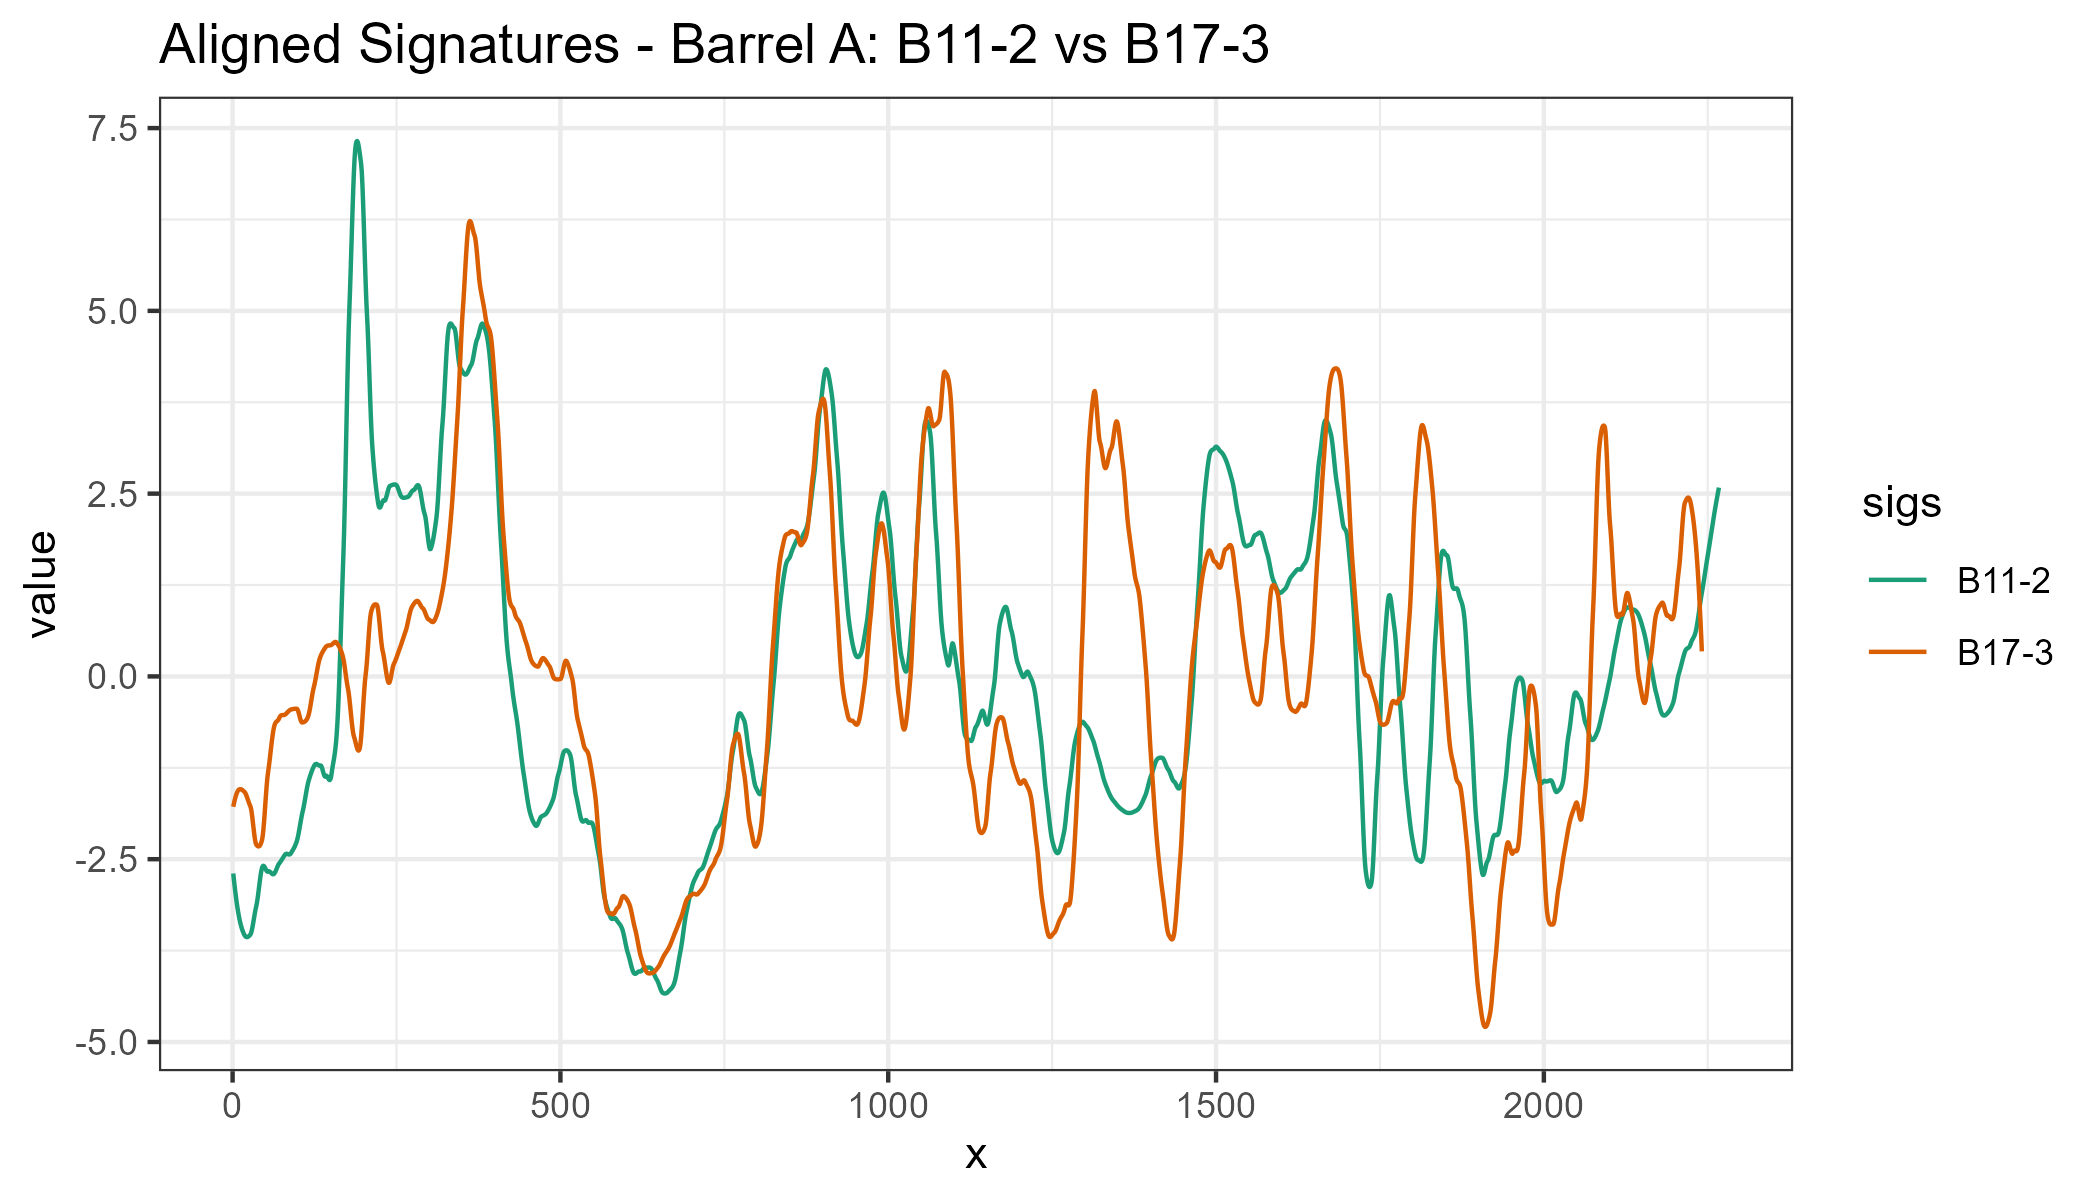 Aligned Signatures - Barrel A: B11-2 vs B17-3
7.5
5.0
2.5
0.0
-2.5
-5.0
value
0 500 1000 1500 2000
x
sigs
B11-2
B17-3